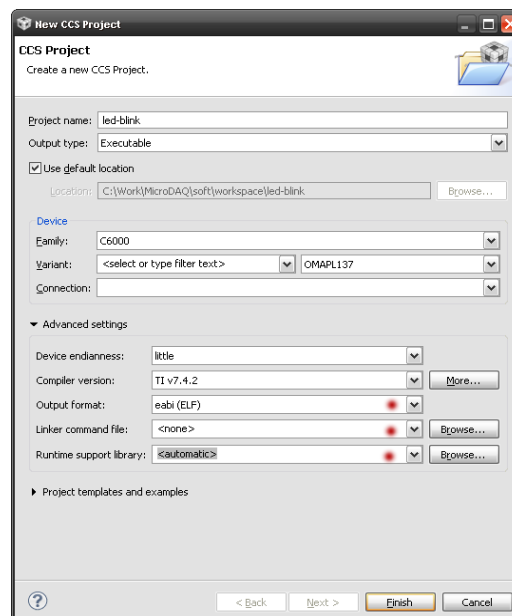 New CCS Project
CCS Project
Create a new CCS Project.
Project name: led-blink
Output type: Executable
Use default location
Location: C:\Work\MicroDAQ\soft\workspace\led-blink Browse...
Device
Family: C6000
Variant: <select or type filter text> OMAPL137
Connection:
Advanced settings
Device endianness: little
Compiler version: TI v7.4.2 More...
Output format: eabi (ELF)
Linker command file: <none> Browse...
Runtime support library: <automatic> Browse...
Project templates and examples
? < Back Next > Finish Cancel